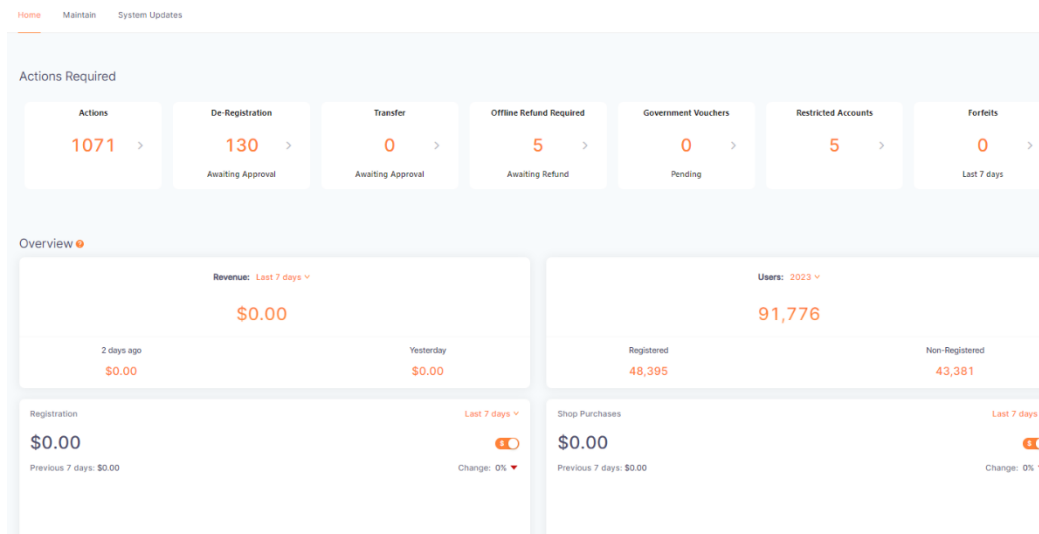 Home Maintain System Updates
Actions Required
Actions De-Registration Transfer Offline Refund Required Government Vouchers Restricted Accounts Forfeits
1071 130 0 5 0 5 0
Awaiting Approval Awaiting Approval Awaiting Refund Pending Last 7 days
Overview ?
Revenue: Last 7 days Users: 2023
$0.00 91,776
2 days ago Yesterday Registered Non-Registered
$0.00 $0.00 48,395 43,381
Registration Last 7 days Shop Purchases Last 7 days
$0.00 $ $0.00 $
Previous 7 days: $0.00 Change: 0% Previous 7 days: $0.00 Change: 0%